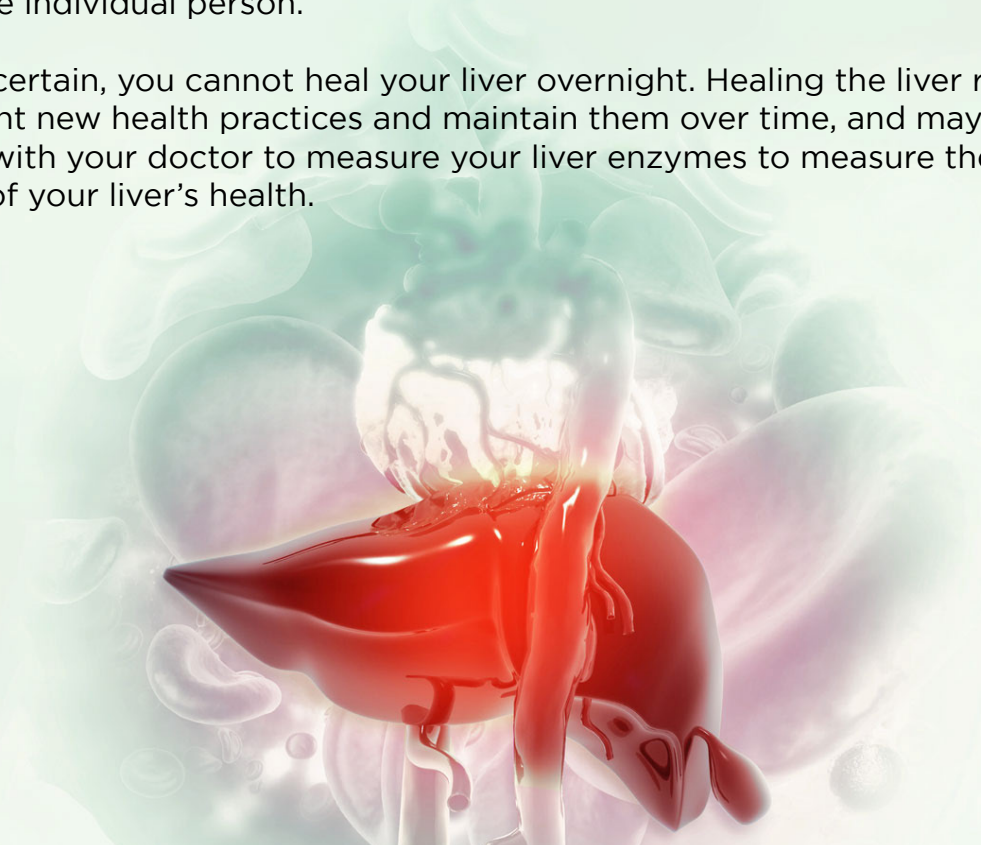 e individual person.
certain, you cannot heal your liver overnight. Healing the liver r
nt new health practices and maintain them over time, and may
with your doctor to measure your liver enzymes to measure the
of your liver’s health.